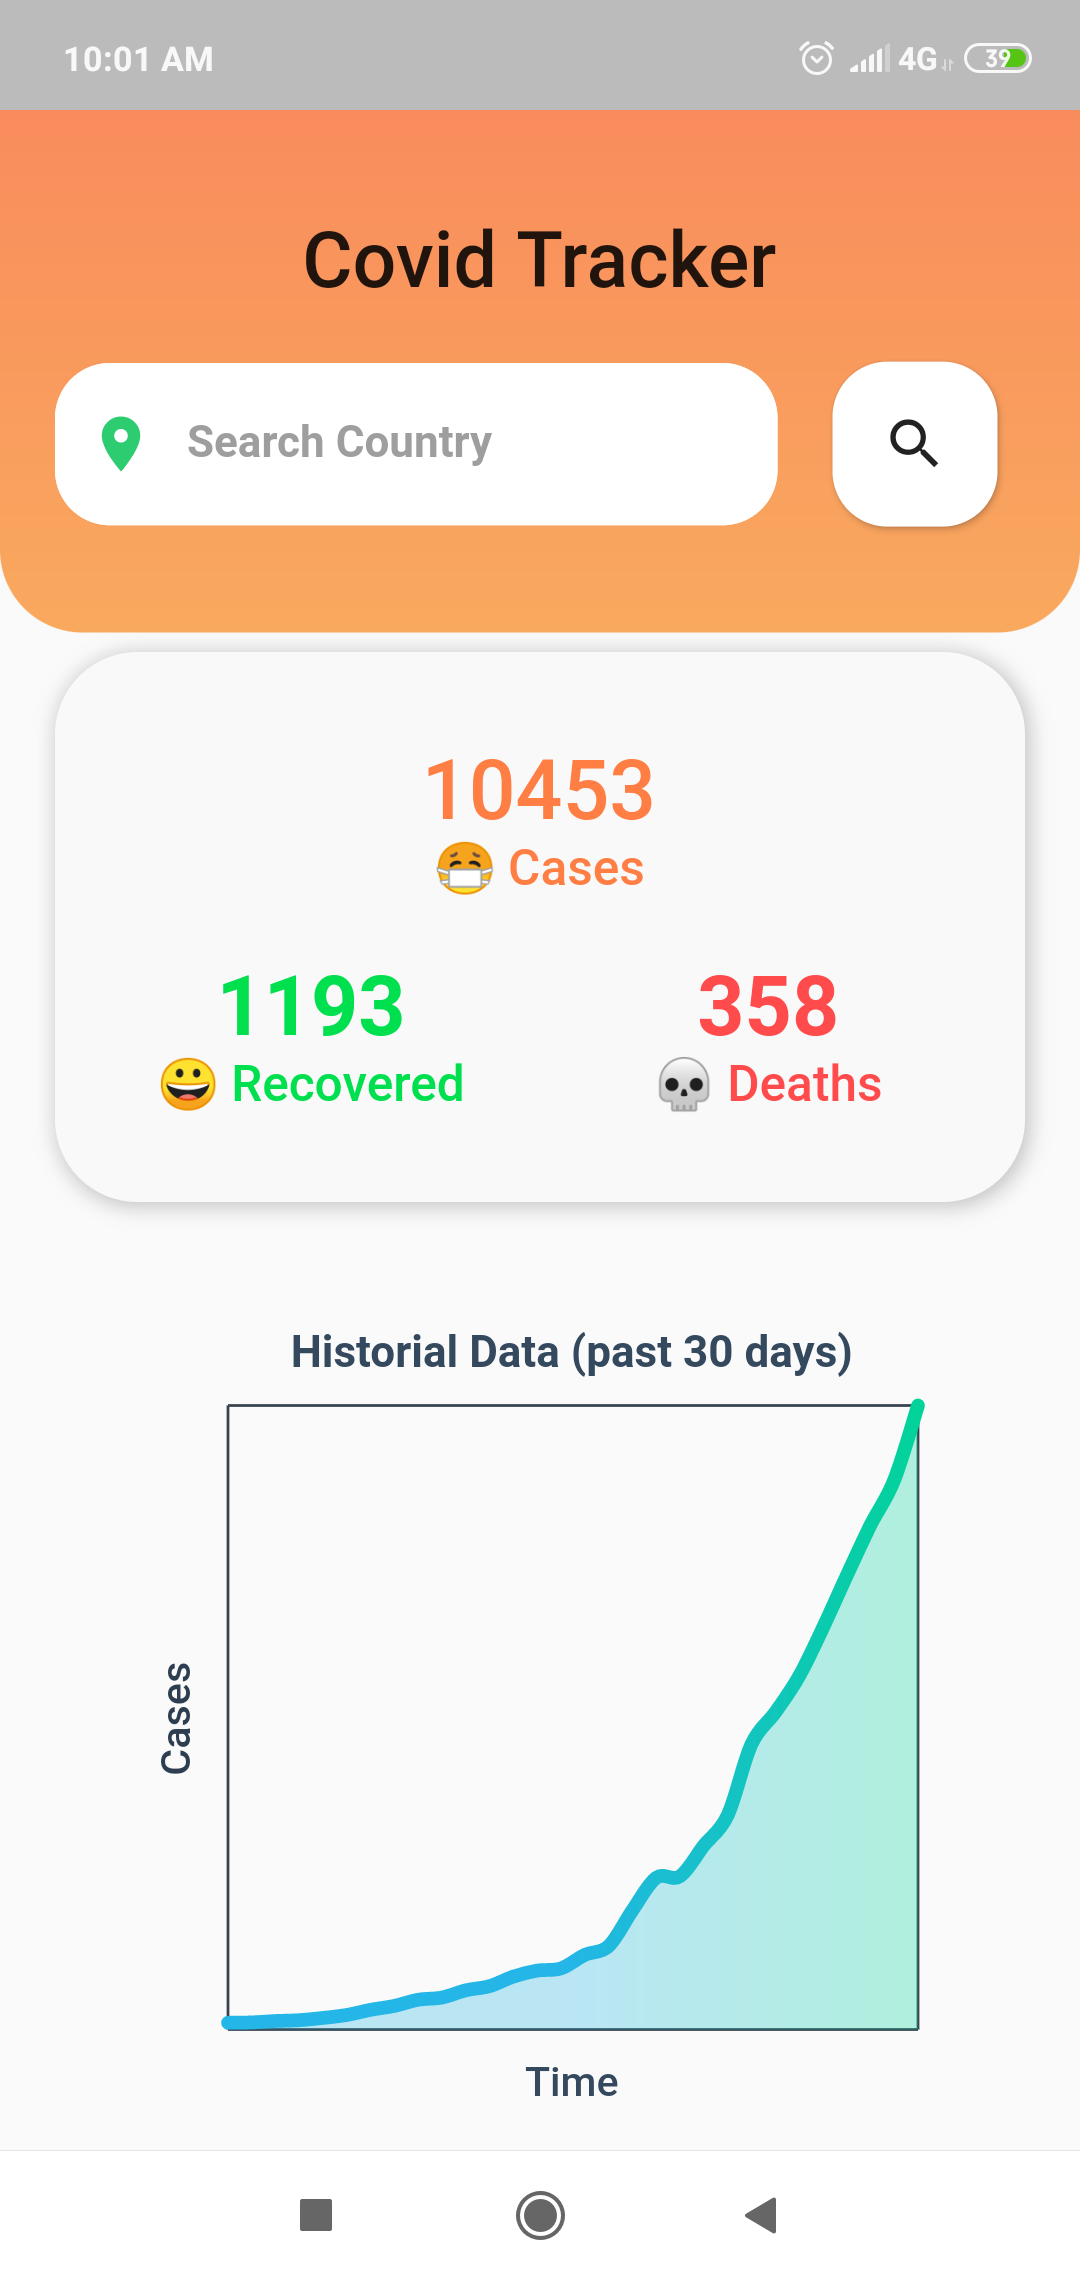 10:01 AM
4G
39
Covid Tracker
Search Country
10453
😷 Cases
1193
😀 Recovered
358
💀 Deaths
Historial Data (past 30 days)
Cases
Time